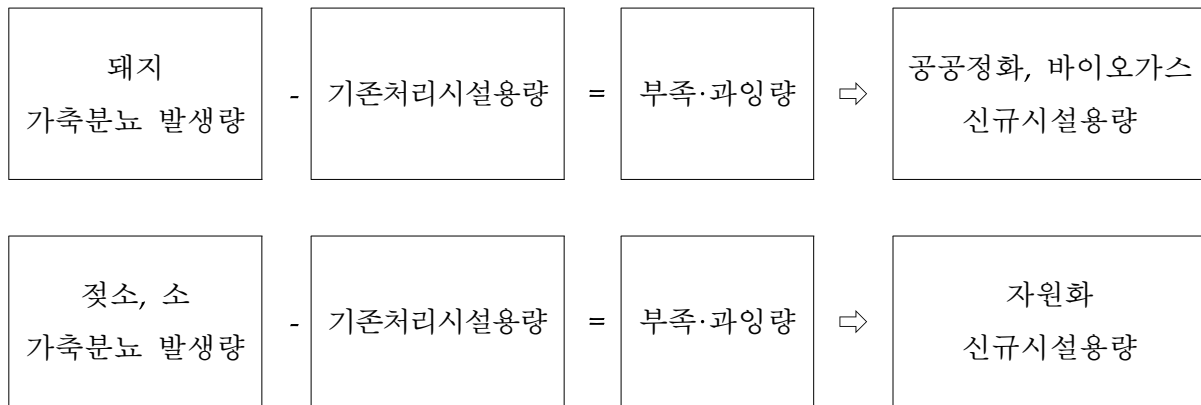 돼지
가축분뇨 발생량
-
기존처리시설용량
=
부족·과잉량
⇨
공공정화, 바이오가스
신규시설용량
젖소, 소
가축분뇨 발생량
-
기존처리시설용량
=
부족·과잉량
⇨
자원화
신규시설용량